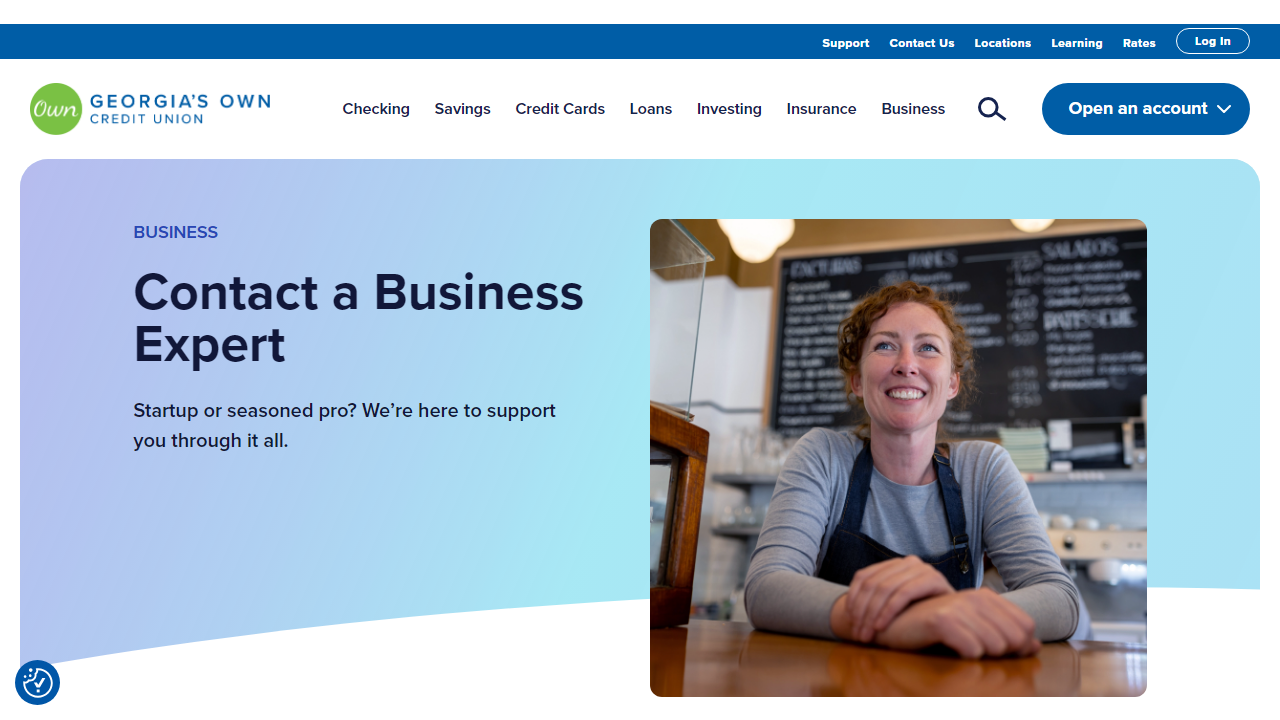 Support Contact Us Locations Learning Rates Log In
Own GEORGIA'S OWN
CREDIT UNION
Checking Savings Credit Cards Loans Investing Insurance Business Open an account
BUSINESS
Contact a Business
Expert
Startup or seasoned pro? We’re here to support
you through it all.
SALADOS
PATISSERIE